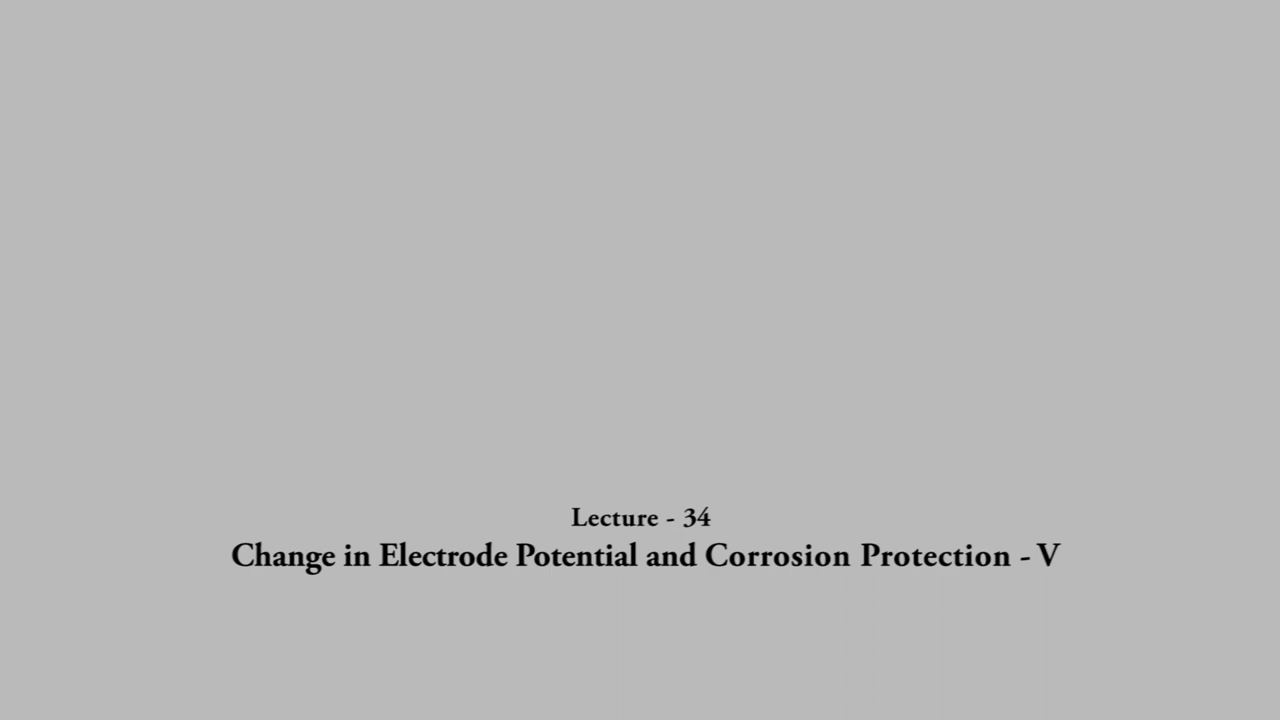 Lecture - 34
Change in Electrode Potential and Corrosion Protection - V